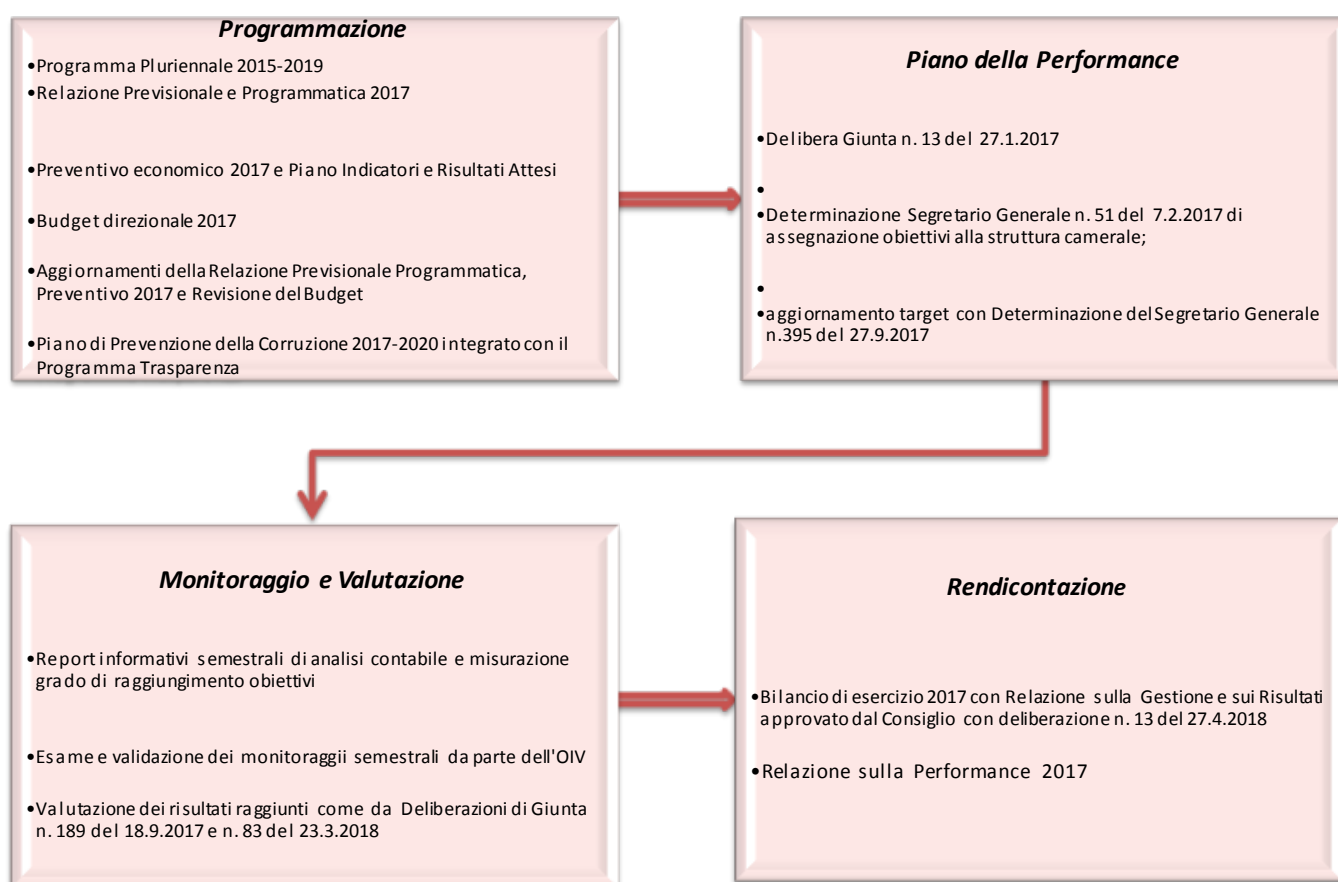 Programmazione
•Programma Pluriennale 2015-2019
•Relazione Previsionale e Programmatica 2017
•Preventivo economico 2017 e Piano Indicatori e Risultati Attesi
•Budget direzionale 2017
•Aggiornamenti della Relazione Previsionale Programmatica,
Preventivo 2017 e Revisione del Budget
•Piano di Prevenzione della Corruzione 2017-2020 integrato con il
Programma Trasparenza
Piano della Performance
•Delibera Giunta n. 13 del 27.1.2017
•
•Determinazione Segretario Generale n. 51 del 7.2.2017 di
assegnazione obiettivi alla struttura camerale;
•
•aggiornamento target con Determinazione del Segretario Generale
n.395 del 27.9.2017
Monitoraggio e Valutazione
•Report informativi semestrali di analisi contabile e misurazione
grado di raggiungimento obiettivi
•Esame e validazione dei monitoraggii semestrali da parte dell'OIV
•Valutazione dei risultati raggiunti come da Deliberazioni di Giunta
n. 189 del 18.9.2017 e n. 83 del 23.3.2018
Rendicontazione
•Bilancio di esercizio 2017 con Relazione sulla Gestione e sui Risultati
approvato dal Consiglio con deliberazione n. 13 del 27.4.2018
•Relazione sulla Performance 2017